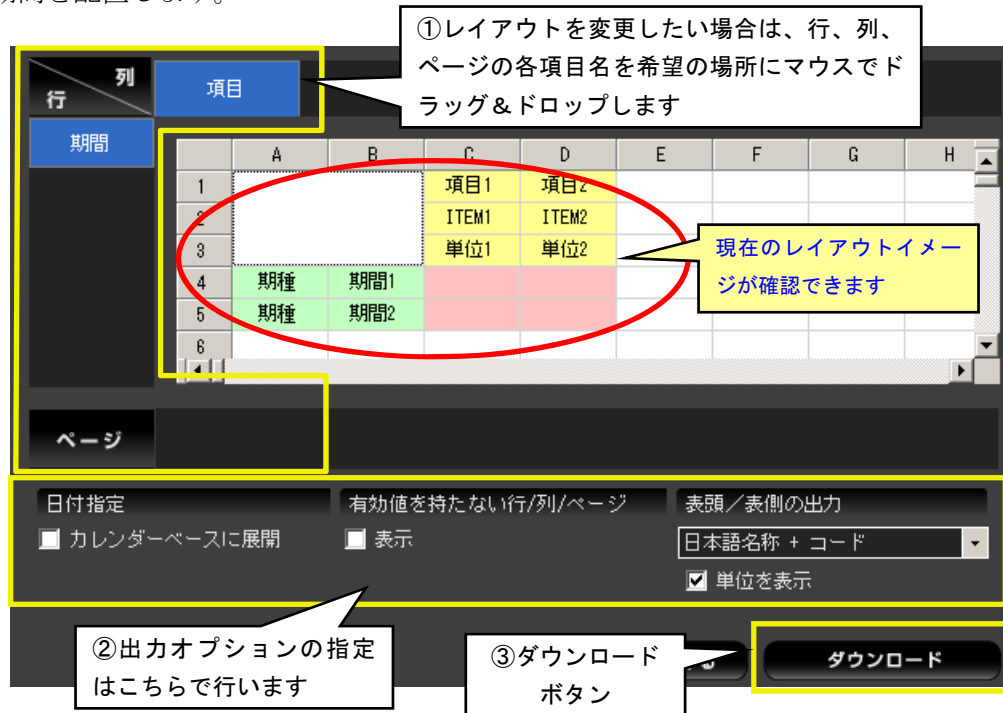 期間を配置します。
①レイアウトを変更したい場合は、行、列、
ページの各項目名を希望の場所にマウスでド
ラッグ＆ドロップします
列
行
項目
期間
A B C D E F G H
1 項目1 項目2
2 ITEM1 ITEM2
3 単位1 単位2
4 期種 期間1
5 期種 期間2
6
現在のレイアウトイメー
ジが確認できます
ページ
日付指定 有効値を持たない行/列/ページ 表頭／表側の出力
カレンダーベースに展開 表示 日本語名称 + コード
単位を表示
②出力オプションの指定
はこちらで行います
③ダウンロード
ボタン
る
ダウンロード